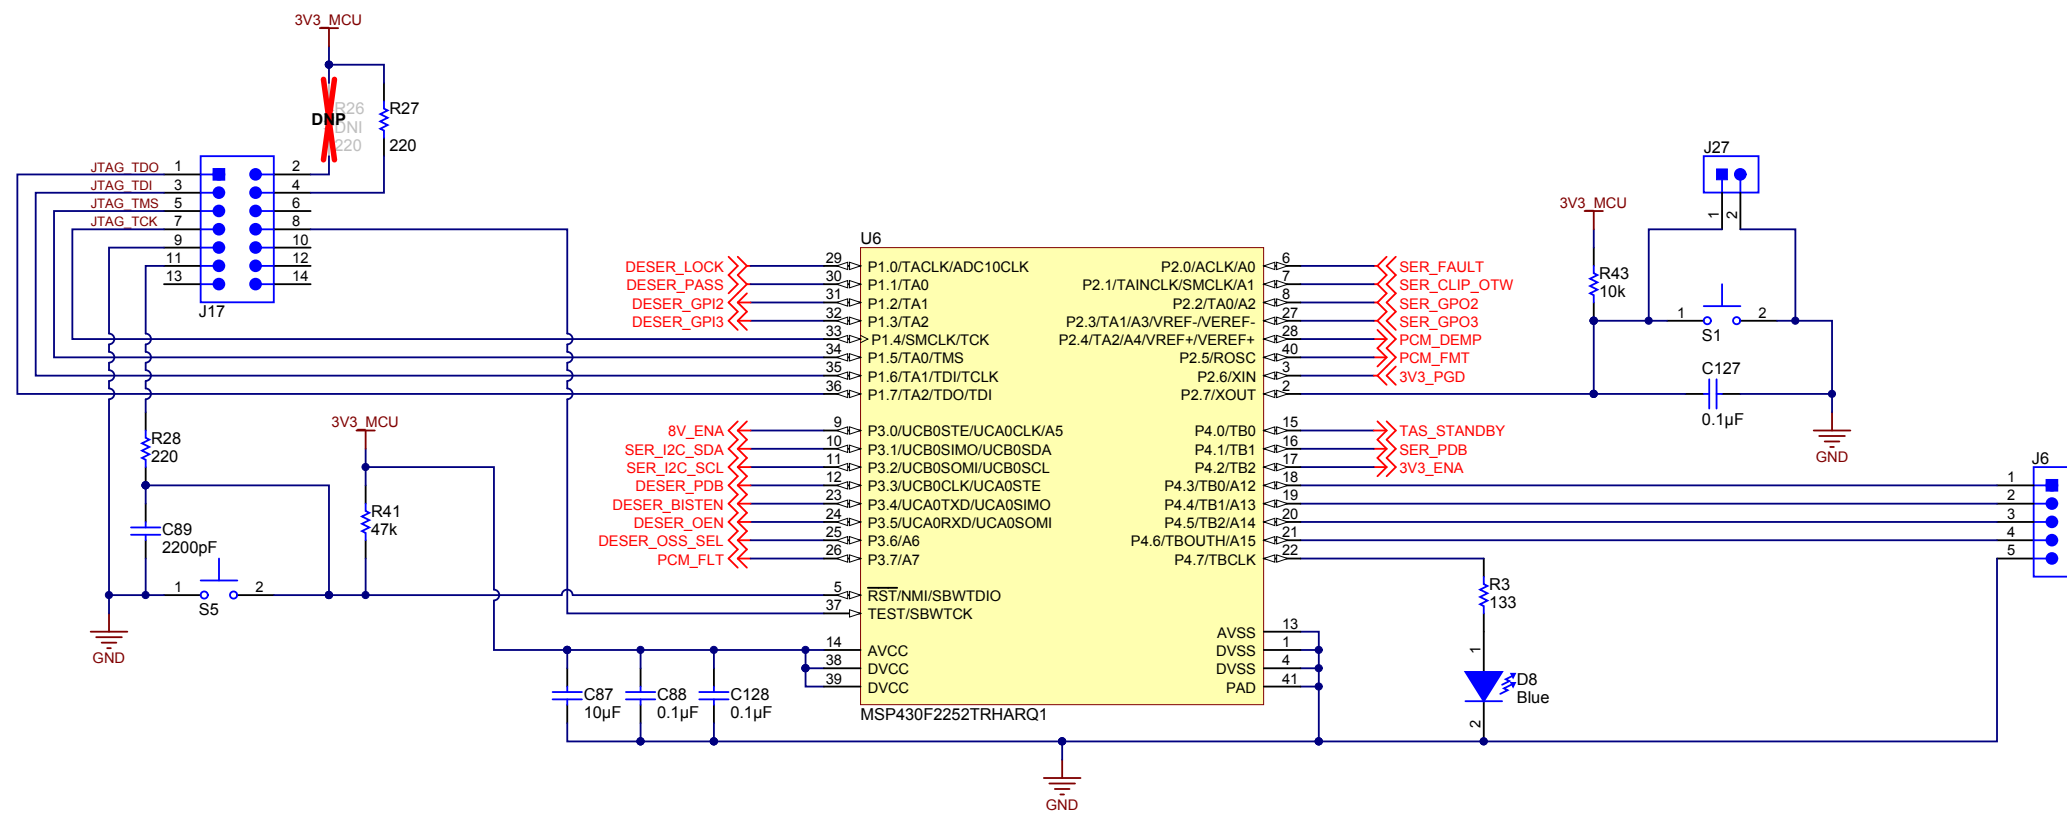 3V3_MCU
R26
DNP
DNI
220
R27
220
JTAG_TDO 1 2
JTAG_TDI 3 4
JTAG_TMS 5 6
JTAG_TCK 7 8
9 10
11 12
13 14
J17
R28
220
C89
2200pF
1 2
S5
GND
3V3_MCU
R41
47k
C87
10µF
C88
0.1µF
C128
0.1µF
GND
U6
DESER_LOCK 29 P1.0/TACLK/ADC10CLK
DESER_PASS 30 P1.1/TA0
DESER_GPI2 31 P1.2/TA1
DESER_GPI3 32 P1.3/TA2
33 P1.4/SMCLK/TCK
34 P1.5/TA0/TMS
35 P1.6/TA1/TDI/TCLK
36 P1.7/TA2/TDO/TDI
8V_ENA 9 P3.0/UCB0STE/UCA0CLK/A5
SER_I2C_SDA 10 P3.1/UCB0SIMO/UCB0SDA
SER_I2C_SCL 11 P3.2/UCB0SOMI/UCB0SCL
DESER_PDB 12 P3.3/UCB0CLK/UCA0STE
DESER_BISTEN 23 P3.4/UCA0TXD/UCA0SIMO
DESER_OEN 24 P3.5/UCA0RXD/UCA0SOMI
DESER_OSS_SEL 25 P3.6/A6
PCM_FLT 26 P3.7/A7
5 RST/NMI/SBWTDIO
37 TEST/SBWTCK
14 AVCC
38 DVCC
39 DVCC
P2.0/ACLK/A0 6 SER_FAULT
P2.1/TAINCLK/SMCLK/A1 7 SER_CLIP_OTW
P2.2/TA0/A2 8 SER_GPO2
P2.3/TA1/A3/VREF-/VEREF- 27 SER_GPO3
P2.4/TA2/A4/VREF+/VEREF+ 28 PCM_DEMP
P2.5/ROSC 40 PCM_FMT
P2.6/XIN 3 3V3_PGD
P2.7/XOUT 2
P4.0/TB0 15 TAS_STANDBY
P4.1/TB1 16 SER_PDB
P4.2/TB2 17 3V3_ENA
P4.3/TB0/A12 18
P4.4/TB1/A13 19
P4.5/TB2/A14 20
P4.6/TBOUTH/A15 21
P4.7/TBCLK 22
AVSS 13
DVSS 1
DVSS 4
PAD 41
MSP430F2252TRHARQ1
R3
133
1
D8
Blue
2
3V3_MCU
R43
10k
J27
1 2
1 2
S1
C127
0.1µF
GND
J6
1
2
3
4
5